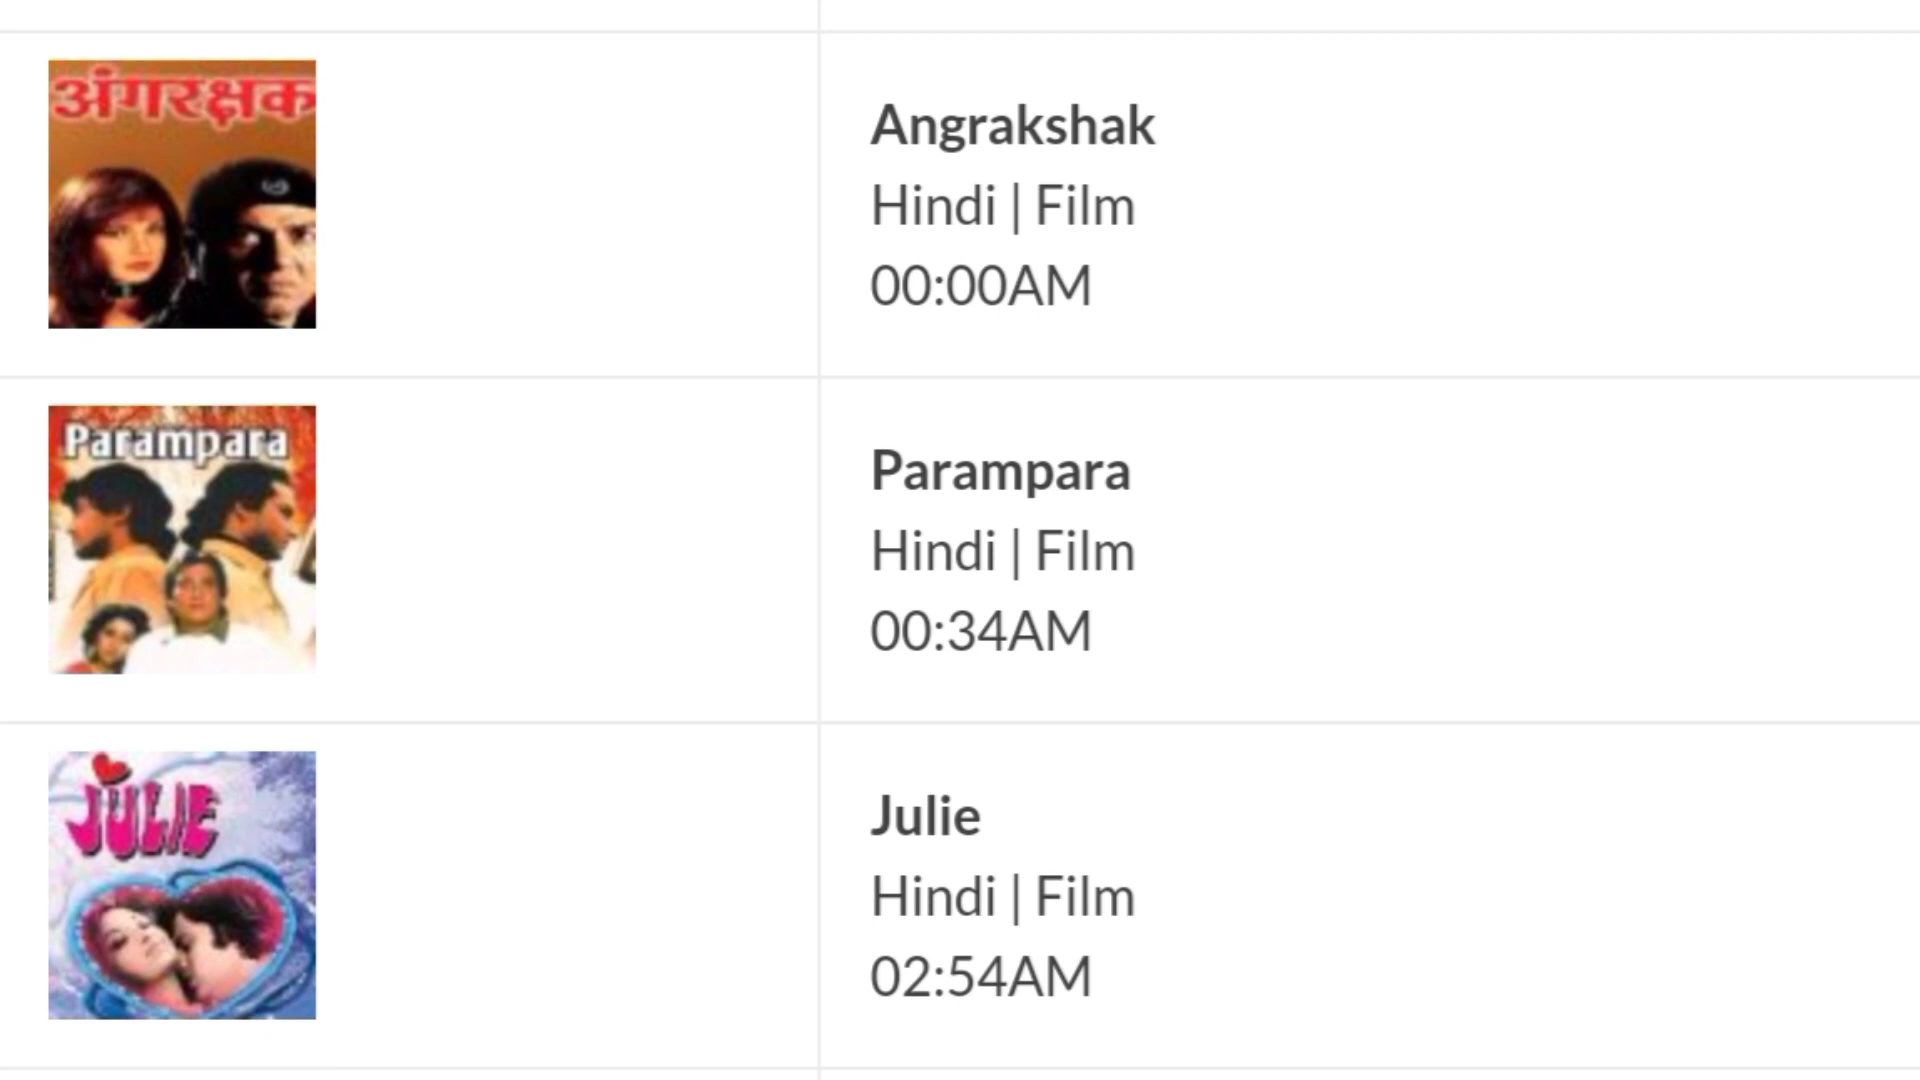 अंगरक्षक
Angrakshak
Hindi | Film
00:00AM
Parampara
Parampara
Hindi | Film
00:34AM
JULIE
Julie
Hindi | Film
02:54AM